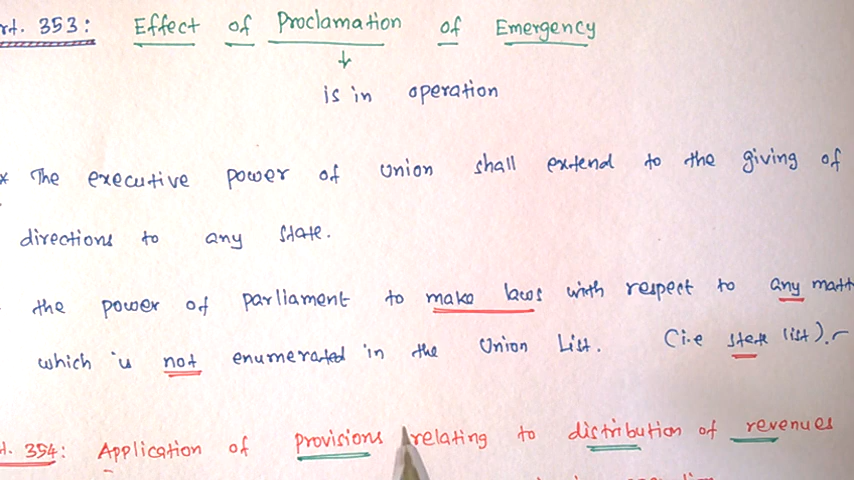 rt. 353: Effect of Proclamation of Emergency
is in operation
* The executive power of Union shall extend to the giving of
directions to any state.
the power of parliament to make laws with respect to any matt
which is not enumerated in the Union List. (i.e state list).
t. 354: Application of provisions relating to distribution of revenues